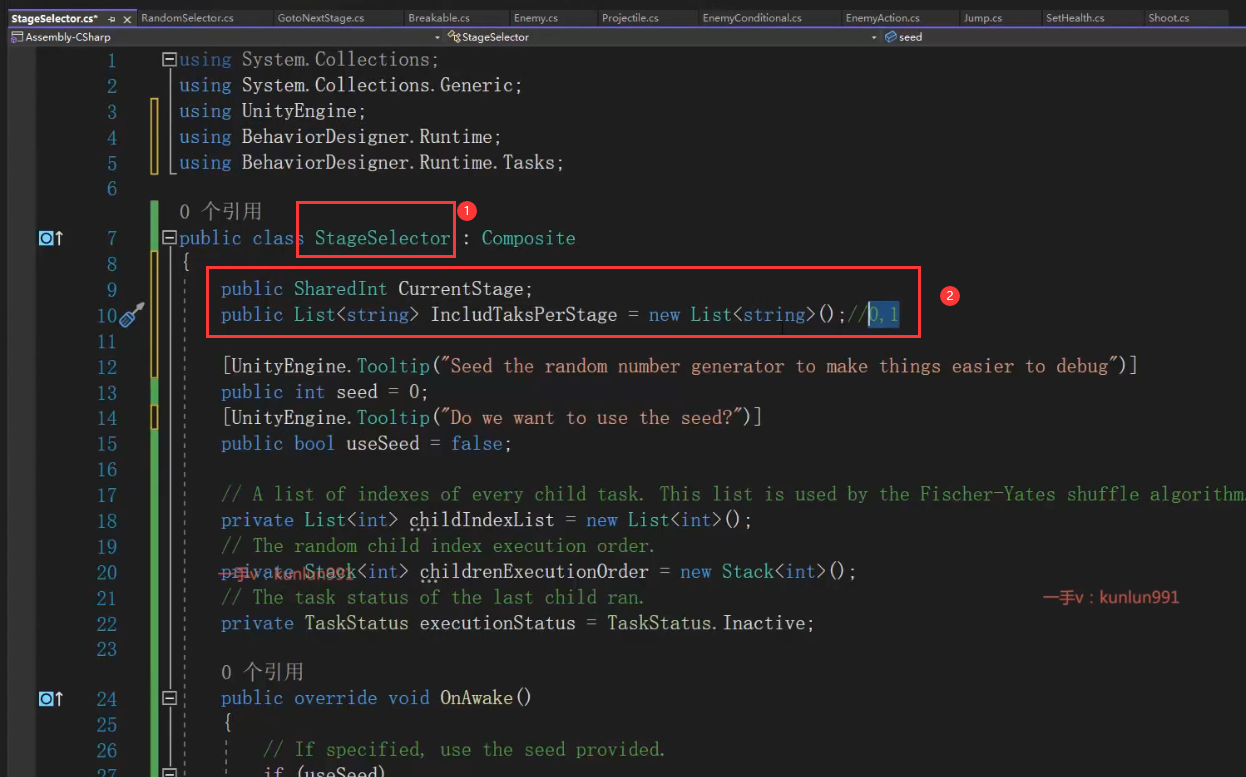 StageSelector.cs* RandomSelector.cs GotoNextStage.cs Breakable.cs Enemy.cs Projectile.cs EnemyConditional.cs EnemyAction.cs Jump.cs SetHealth.cs Shoot.cs
Assembly-CSharp StageSelector seed
1 using System.Collections;
2 using System.Collections.Generic;
3 using UnityEngine;
4 using BehaviorDesigner.Runtime;
5 using BehaviorDesigner.Runtime.Tasks;
6
0 个引用
1
7 public class StageSelector : Composite
8 {
9 public SharedInt CurrentStage;
2
10 public List<string> IncludTaksPerStage = new List<string>();//0,1
11
12 [UnityEngine.Tooltip("Seed the random number generator to make things easier to debug")]
13 public int seed = 0;
14 [UnityEngine.Tooltip("Do we want to use the seed?")]
15 public bool useSeed = false;
16
17 // A list of indexes of every child task. This list is used by the Fischer-Yates shuffle algorithm.
18 private List<int> childIndexList = new List<int>();
19 // The random child index execution order.
20 private Stack<int> childrenExecutionOrder = new Stack<int>();
一手v：kunlun991
一手v：kunlun991
21 // The task status of the last child ran.
22 private TaskStatus executionStatus = TaskStatus.Inactive;
23
0 个引用
24 public override void OnAwake()
25 {
26 // If specified, use the seed provided.
27 if (useSeed)